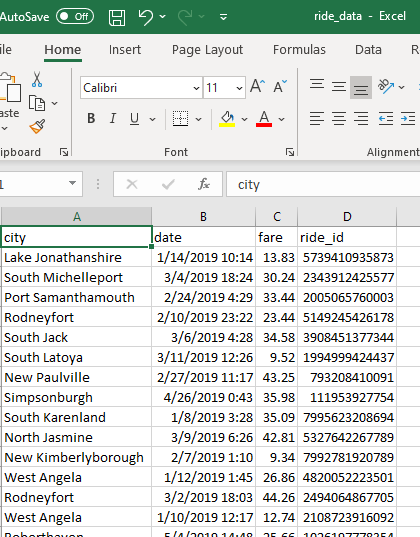 AutoSave Off ride_data - Excel
ile Home Insert Page Layout Formulas Data R
Calibri 11 A A
aste B I U A
ipboard Font Alignment
1 fx city
A B C D
city date fare ride_id
Lake Jonathanshire 1/14/2019 10:14 13.83 5739410935873
South Michelleport 3/4/2019 18:24 30.24 2343912425577
Port Samanthamouth 2/24/2019 4:29 33.44 2005065760003
Rodneyfort 2/10/2019 23:22 23.44 5149245426178
South Jack 3/6/2019 4:28 34.58 3908451377344
South Latoya 3/11/2019 12:26 9.52 1994999424437
New Paulville 2/27/2019 11:17 43.25 793208410091
Simpsonburgh 4/26/2019 0:43 35.98 111953927754
South Karenland 1/8/2019 3:28 35.09 7995623208694
North Jasmine 3/9/2019 6:26 42.81 5327642267789
New Kimberlyborough 2/7/2019 1:10 9.34 7992781920789
West Angela 1/12/2019 1:45 26.86 4820052223501
Rodneyfort 3/2/2019 18:03 44.26 2494064867705
West Angela 1/10/2019 12:17 12.74 2108723916092